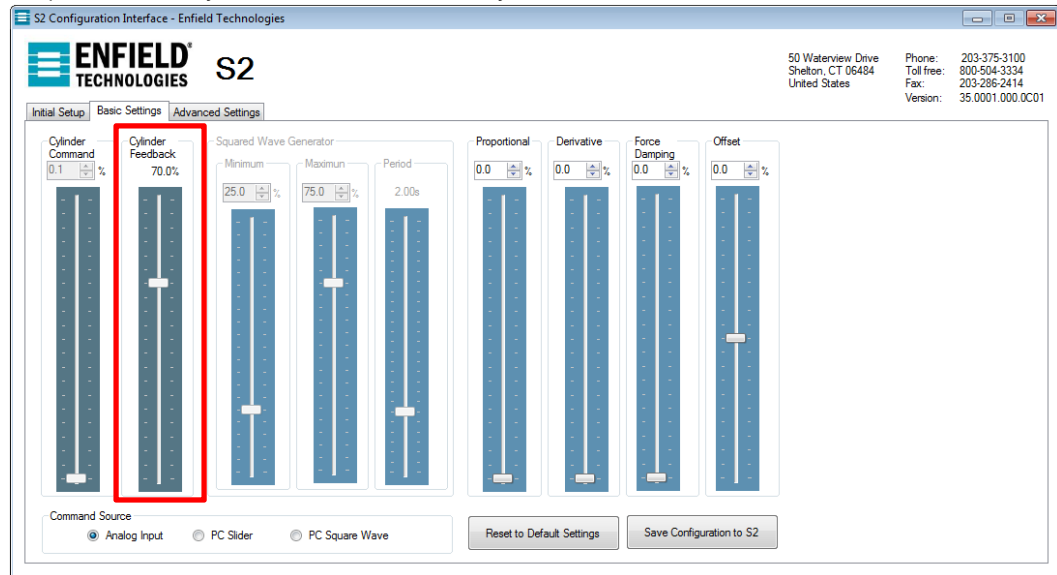 S2 Configuration Interface - Enfield Technologies
ENFIELD
TECHNOLOGIES
S2
50 Waterview Drive
Shelton, CT 06484
United States
Phone: 203-375-3100
Toll free: 800-504-3334
Fax: 203-286-2414
Version: 35.0001.000.0C01
Initial Setup Basic Settings Advanced Settings
Cylinder
Command
0.1 %
Cylinder
Feedback
70.0%
Squared Wave Generator
Minimum
25.0 %
Maximun
75.0 %
Period
2.00s
Proportional
0.0 %
Derivative
0.0 %
Force
Damping
0.0 %
Offset
0.0 %
Command Source
Analog Input PC Slider PC Square Wave
Reset to Default Settings
Save Configuration to S2